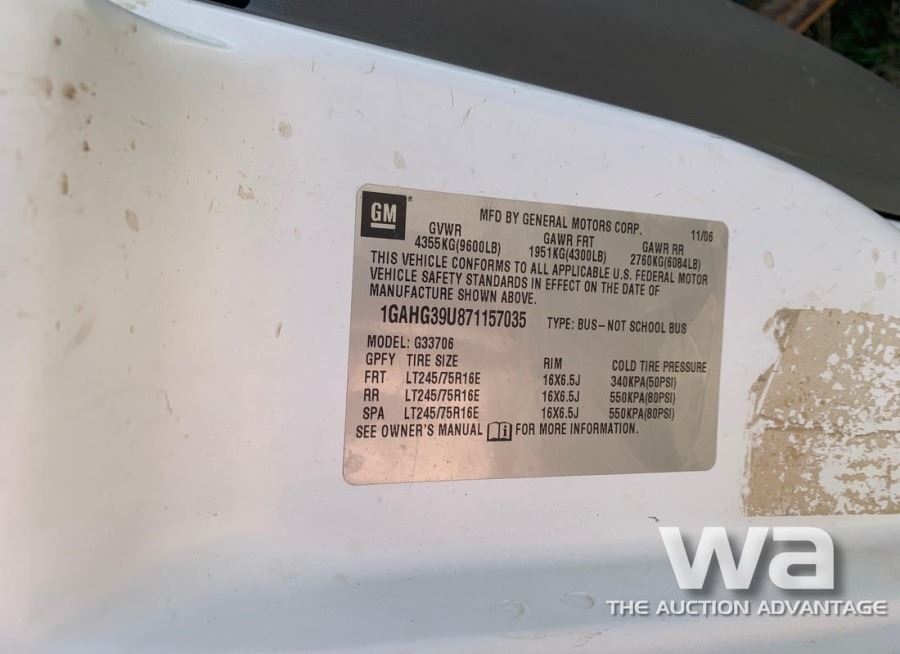 GM
MFD BY GENERAL MOTORS CORP. 11/06
GVWR GAWR FRT GAWR RR
4355KG(9600LB) 1951KG(4300LB) 2760KG(6084LB)
THIS VEHICLE CONFORMS TO ALL APPLICABLE U.S. FEDERAL MOTOR
VEHICLE SAFETY STANDARDS IN EFFECT ON THE DATE OF
MANUFACTURE SHOWN ABOVE.
1GAHG39U871157035 TYPE: BUS-NOT SCHOOL BUS
MODEL: G33706
GPFY TIRE SIZE RIM COLD TIRE PRESSURE
FRT LT245/75R16E 16X6.5J 340KPA(50PSI)
RR LT245/75R16E 16X6.5J 550KPA(80PSI)
SPA LT245/75R16E 16X6.5J 550KPA(80PSI)
SEE OWNER'S MANUAL FOR MORE INFORMATION.
wa
THE AUCTION ADVANTAGE